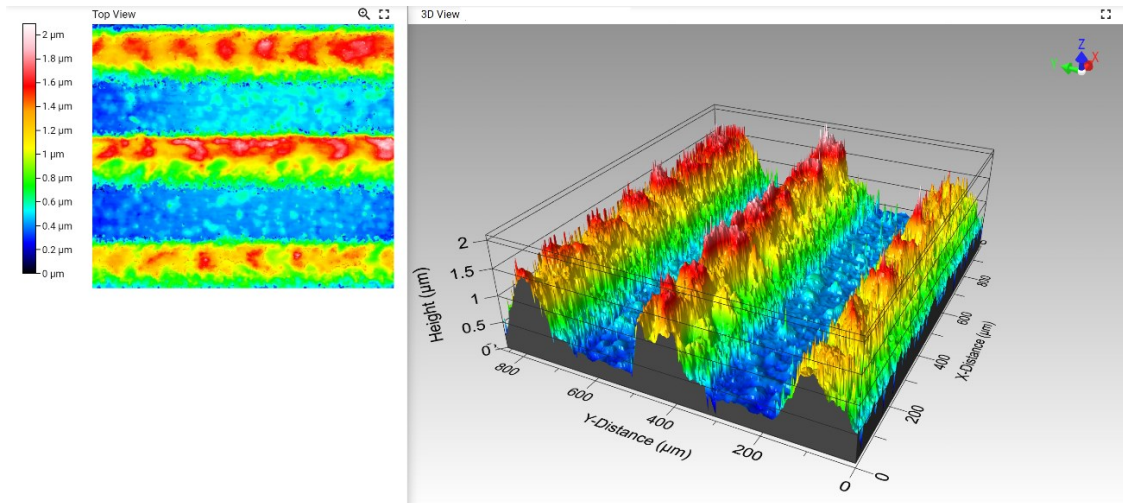 Top View
2 µm
1.8 µm
1.6 µm
1.4 µm
1.2 µm
1 µm
0.8 µm
0.6 µm
0.4 µm
0.2 µm
0 µm
3D View
Z
X
Y
2
1.5
1
0.5
0
Height (µm)
800
600
400
200
0
Y-Distance (µm)
0
200
400
600
800
X-Distance (µm)